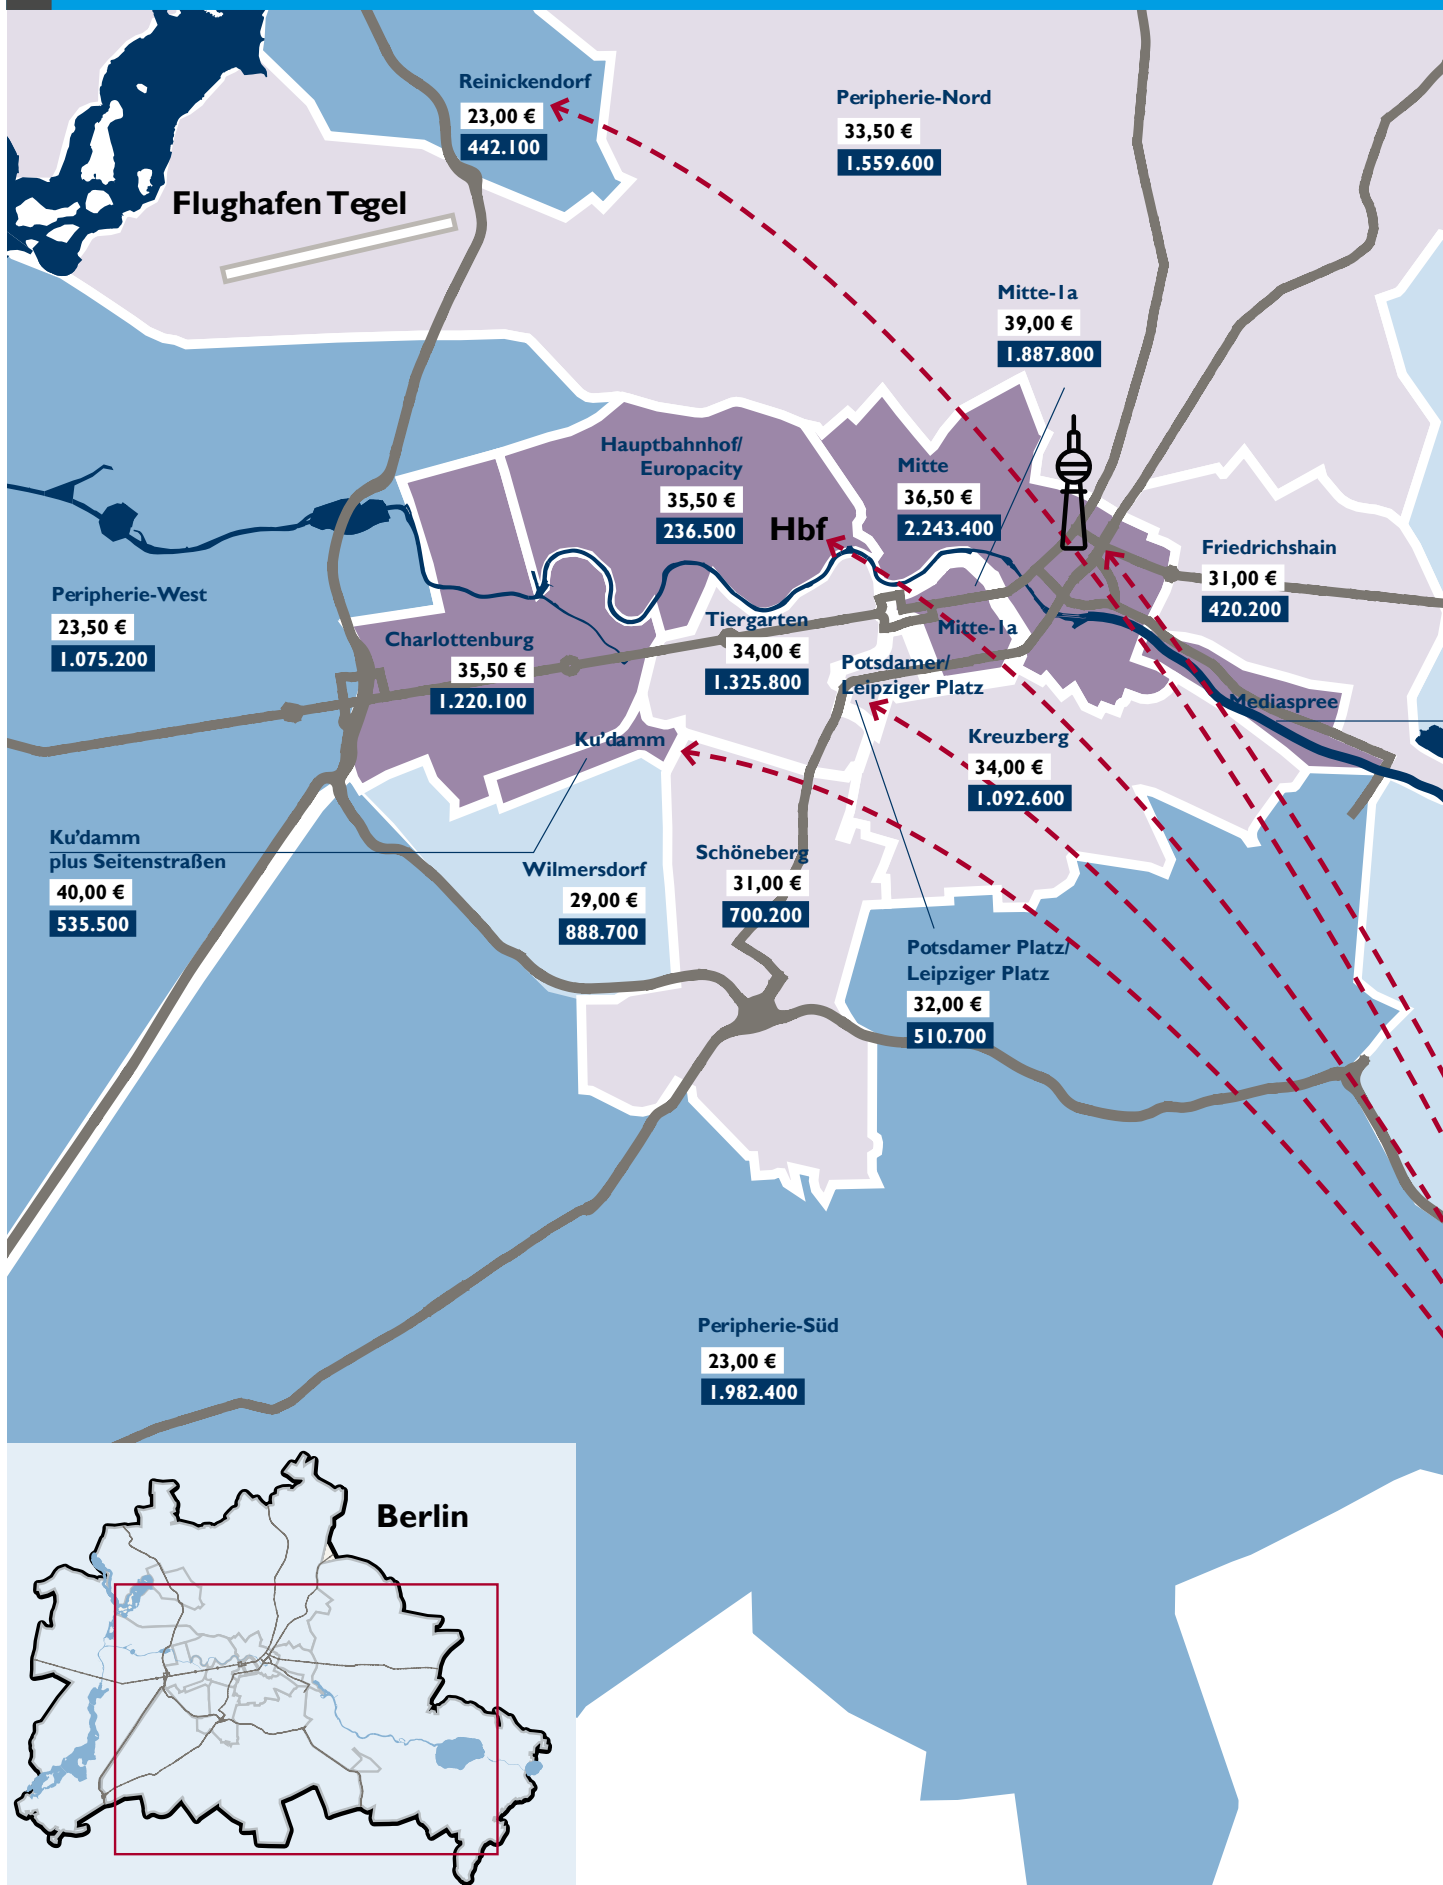 Reinickendorf
23,00 €
442.100
Peripherie-Nord
33,50 €
1.559.600
Flughafen Tegel
Mitte-1a
39,00 €
1.887.800
Hauptbahnhof/
Europacity
35,50 €
236.500
Hbf
Mitte
36,50 €
2.243.400
Friedrichshain
31,00 €
420.200
Peripherie-West
23,50 €
1.075.200
Charlottenburg
35,50 €
1.220.100
Tiergarten
34,00 €
1.325.800
Mitte-1a
Potsdamer/
Leipziger Platz
Mediaspree
Ku'damm
Kreuzberg
34,00 €
1.092.600
Ku'damm
plus Seitenstraßen
40,00 €
535.500
Wilmersdorf
29,00 €
888.700
Schöneberg
31,00 €
700.200
Potsdamer Platz/
Leipziger Platz
32,00 €
510.700
Peripherie-Süd
23,00 €
1.982.400
Berlin